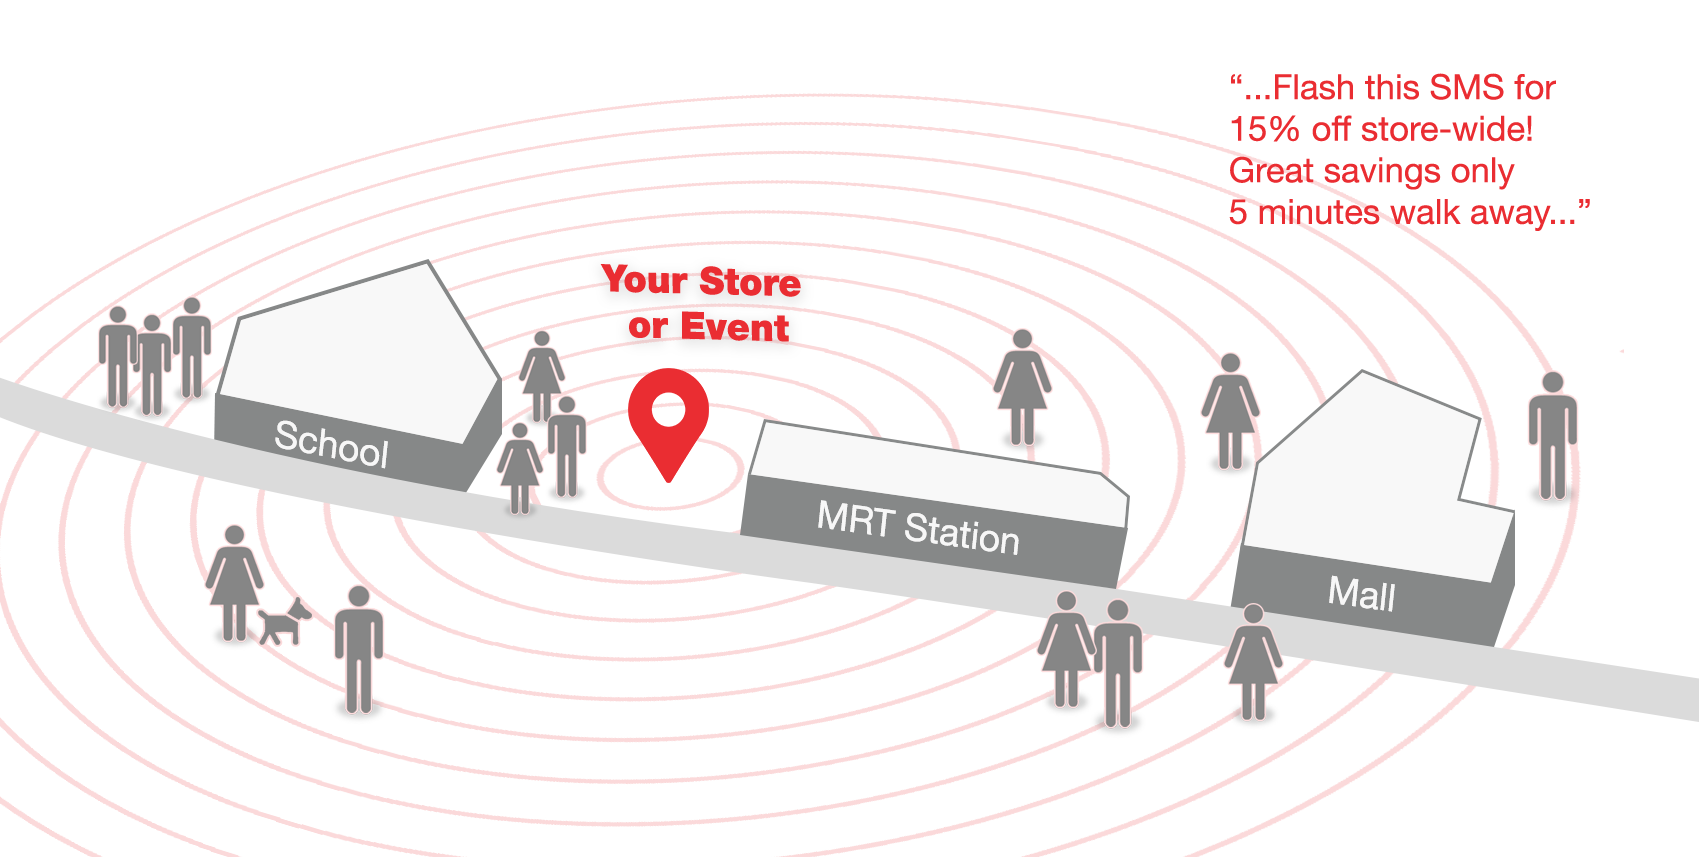 “...Flash this SMS for
15% off store-wide!
Great savings only
5 minutes walk away...”
Your Store
or Event
School
MRT Station
Mall